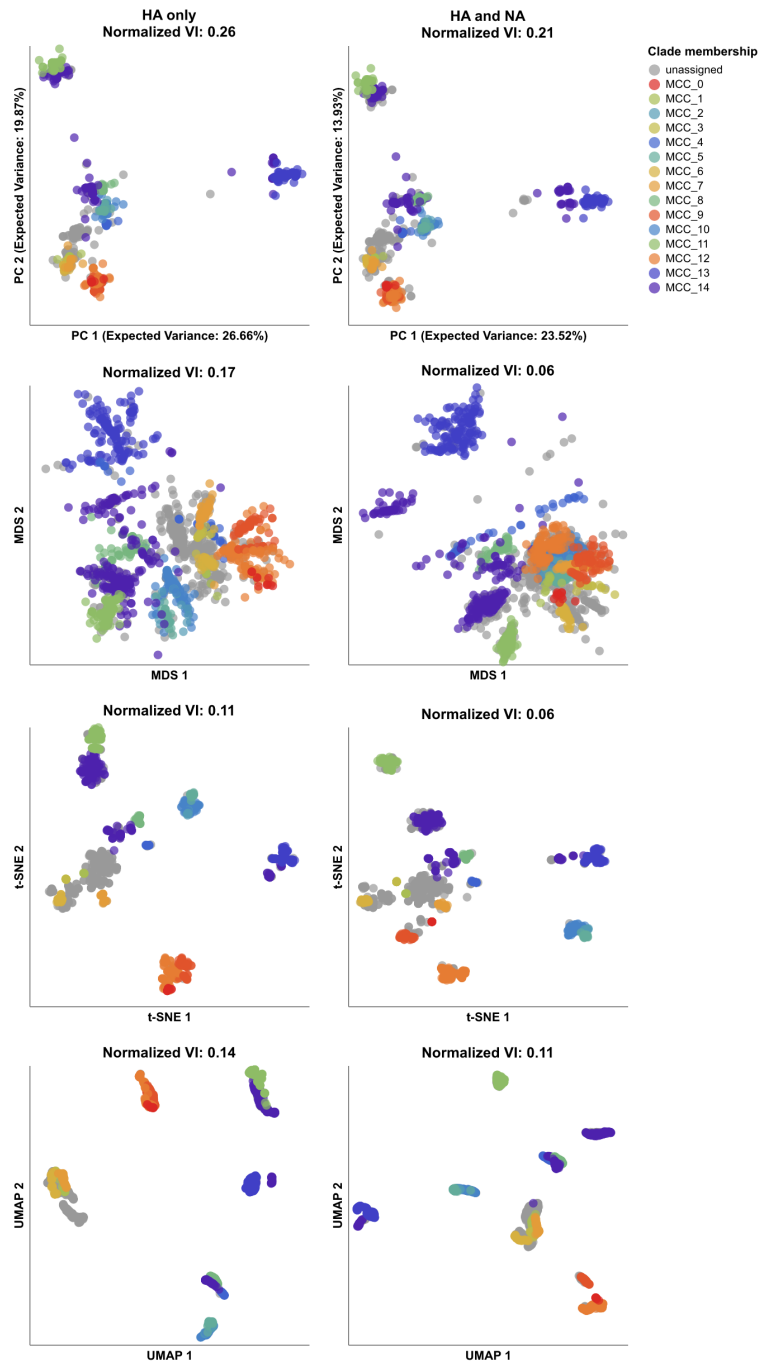 HA only
Normalized VI: 0.26
PC 2 (Expected Variance: 19.87%)
PC 1 (Expected Variance: 26.66%)
HA and NA
Normalized VI: 0.21
PC 2 (Expected Variance: 13.93%)
PC 1 (Expected Variance: 23.52%)
Clade membership
unassigned
MCC_0
MCC_1
MCC_2
MCC_3
MCC_4
MCC_5
MCC_6
MCC_7
MCC_8
MCC_9
MCC_10
MCC_11
MCC_12
MCC_13
MCC_14
Normalized VI: 0.17
MDS 2
MDS 1
Normalized VI: 0.06
MDS 2
MDS 1
Normalized VI: 0.11
t-SNE 2
t-SNE 1
Normalized VI: 0.06
t-SNE 2
t-SNE 1
Normalized VI: 0.14
UMAP 2
UMAP 1
Normalized VI: 0.11
UMAP 2
UMAP 1